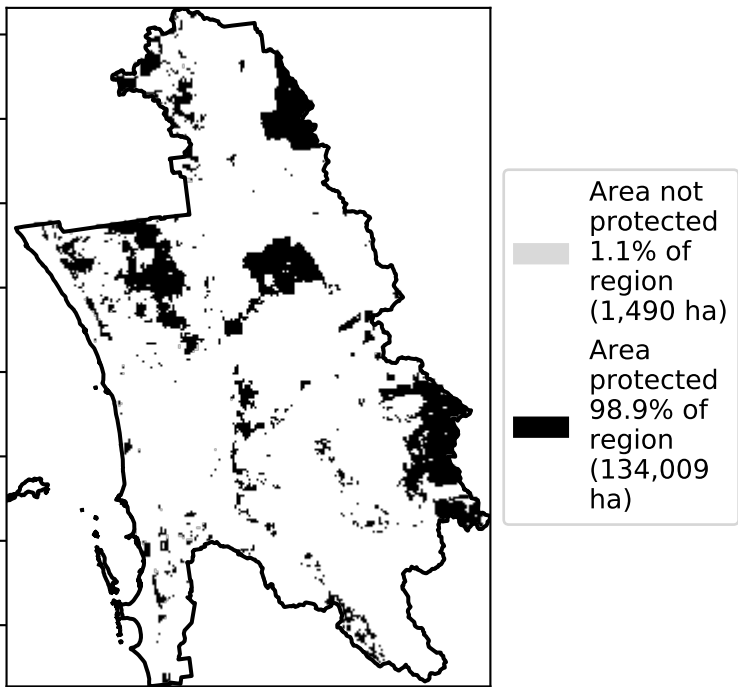 Area not
protected
1.1% of
region
(1,490 ha)
Area
protected
98.9% of
region
(134,009
ha)